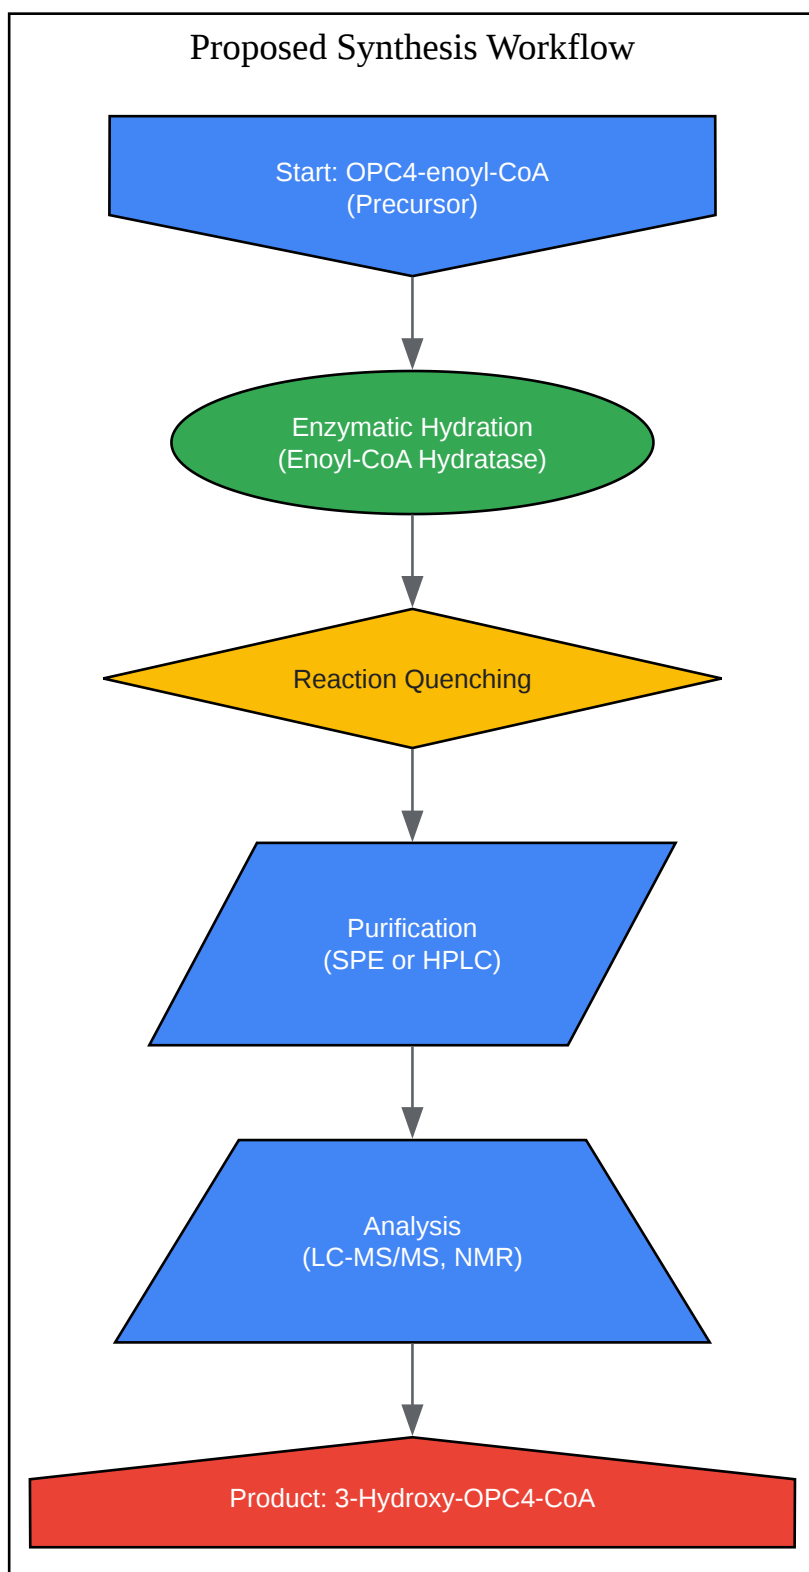 Proposed Synthesis Workflow
Start: OPC4-enoyl-CoA
(Precursor)
Enzymatic Hydration
(Enoyl-CoA Hydratase)
Reaction Quenching
Purification
(SPE or HPLC)
Analysis
(LC-MS/MS, NMR)
Product: 3-Hydroxy-OPC4-CoA